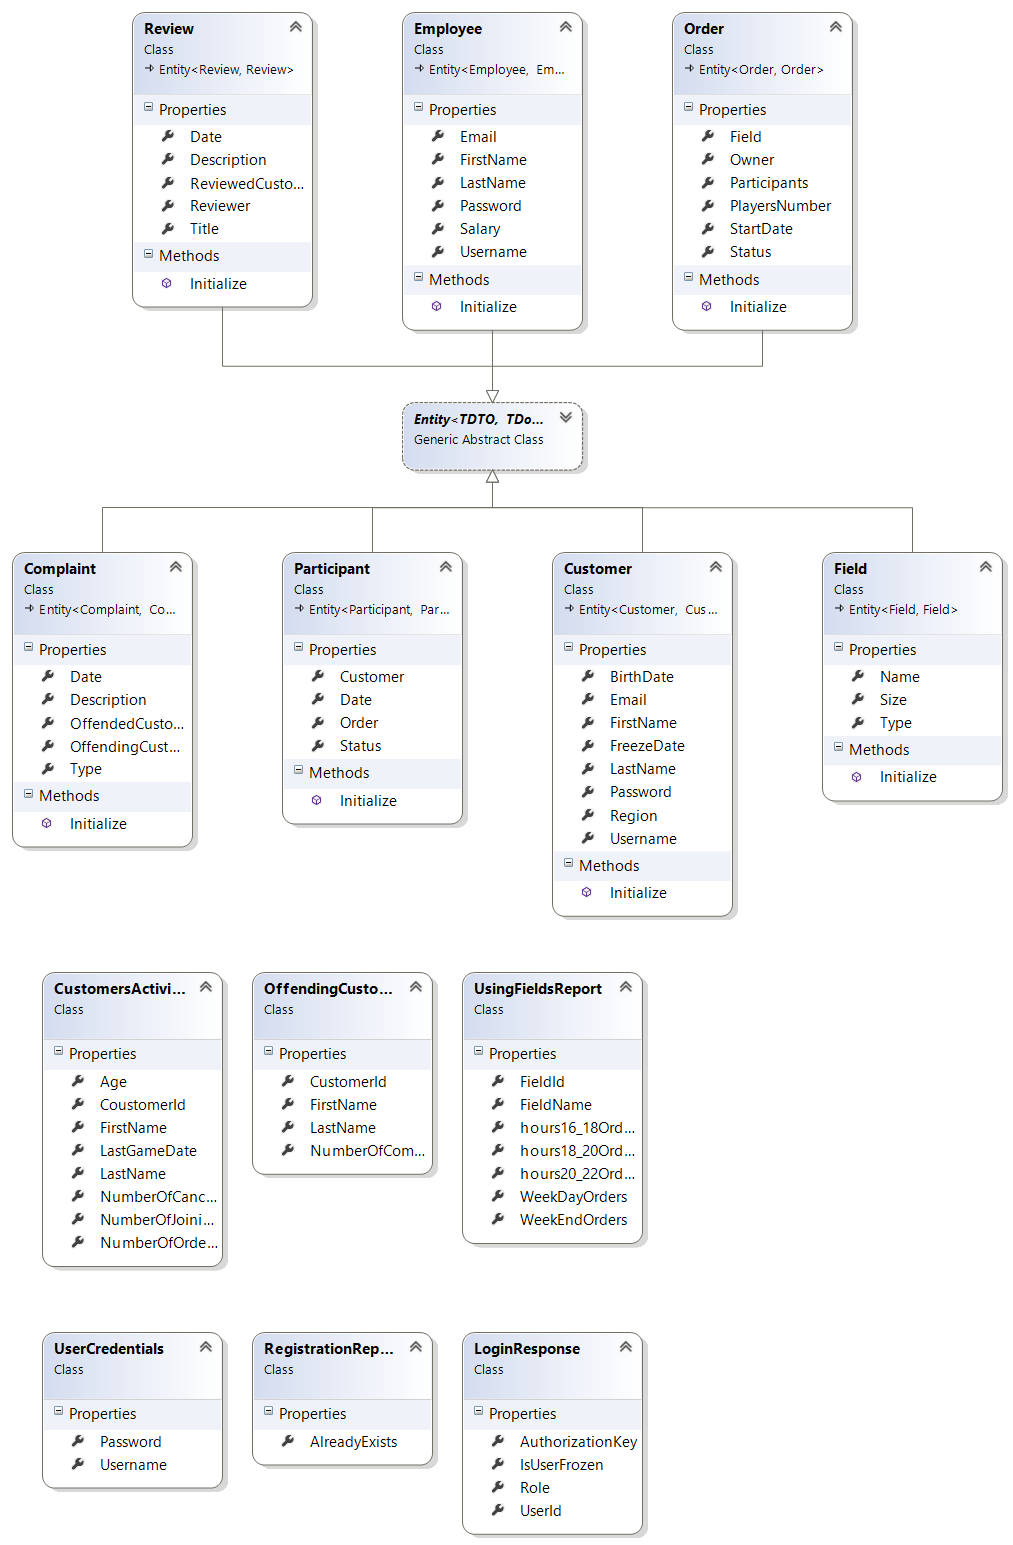 Review
Class
Entity<Review, Review>
Properties
Date
Description
ReviewedCusto...
Reviewer
Title
Methods
Initialize
Employee
Class
Entity<Employee, Em...
Properties
Email
FirstName
LastName
Password
Salary
Username
Methods
Initialize
Order
Class
Entity<Order, Order>
Properties
Field
Owner
Participants
PlayersNumber
StartDate
Status
Methods
Initialize
Entity<TDTO, TDo...
Generic Abstract Class
Complaint
Class
Entity<Complaint, Co...
Properties
Date
Description
OffendedCusto...
OffendingCust...
Type
Methods
Initialize
Participant
Class
Entity<Participant, Par...
Properties
Customer
Date
Order
Status
Methods
Initialize
Customer
Class
Entity<Customer, Cus...
Properties
BirthDate
Email
FirstName
FreezeDate
LastName
Password
Region
Username
Methods
Initialize
Field
Class
Entity<Field, Field>
Properties
Name
Size
Type
Methods
Initialize
CustomersActivi...
Class
Properties
Age
CoustomerId
FirstName
LastGameDate
LastName
NumberOfCanc...
NumberOfJoini...
NumberOfOrde...
OffendingCusto...
Class
Properties
CustomerId
FirstName
LastName
NumberOfCom...
UsingFieldsReport
Class
Properties
FieldId
FieldName
hours16_18Ord...
hours18_20Ord...
hours20_22Ord...
WeekDayOrders
WeekEndOrders
UserCredentials
Class
Properties
Password
Username
RegistrationRep...
Class
Properties
AlreadyExists
LoginResponse
Class
Properties
AuthorizationKey
IsUserFrozen
Role
UserId